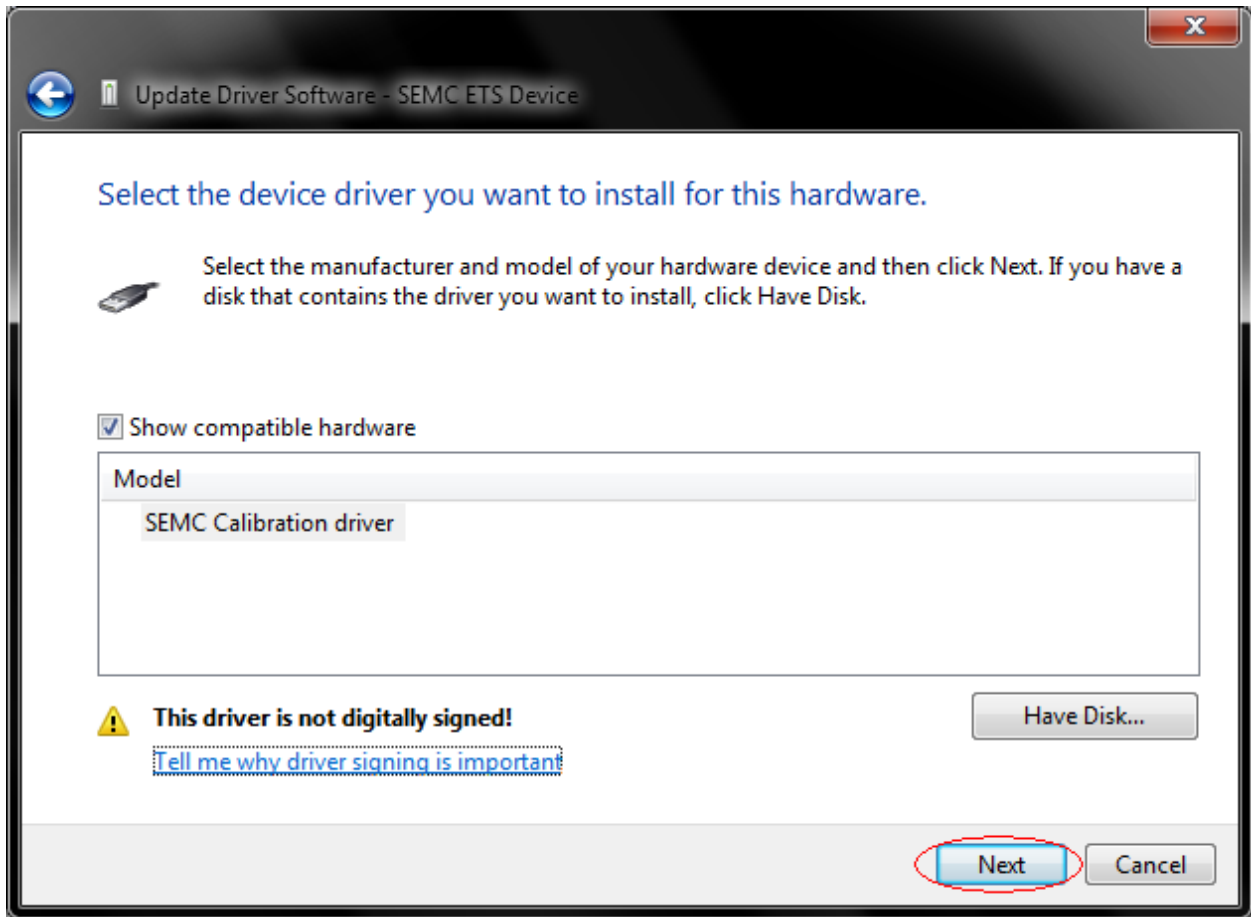 Update Driver Software - SEMC ETS Device
Select the device driver you want to install for this hardware.
Select the manufacturer and model of your hardware device and then click Next. If you have a
disk that contains the driver you want to install, click Have Disk.
Show compatible hardware
Model
SEMC Calibration driver
This driver is not digitally signed!
Have Disk...
Tell me why driver signing is important
Next
Cancel